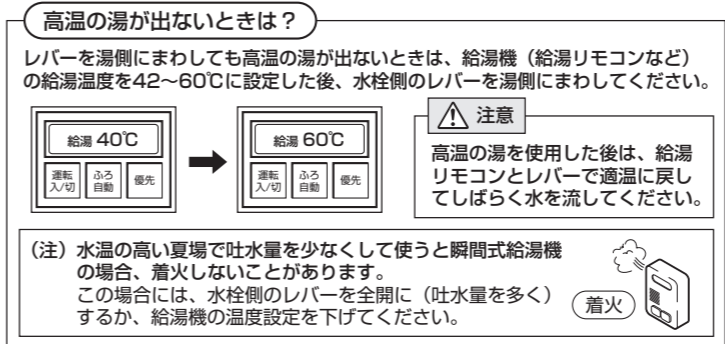 高温の湯が出ないときは？
レバーを湯側にまわしても高温の湯が出ないときは、給湯機（給湯リモコンなど）
の給湯温度を42～60℃に設定した後、水栓側のレバーを湯側にまわしてください。
給湯 40℃
運転
入/切
ふろ
自動
優先
給湯 60℃
運転
入/切
ふろ
自動
優先
注意
高温の湯を使用した後は、給湯
リモコンとレバーで適温に戻し
てしばらく水を流してください。
（注）水温の高い夏場で吐水量を少なくして使うと瞬間式給湯機
の場合、着火しないことがあります。
この場合には、水栓側のレバーを全開に（吐水量を多く）
するか、給湯機の温度設定を下げてください。
着火